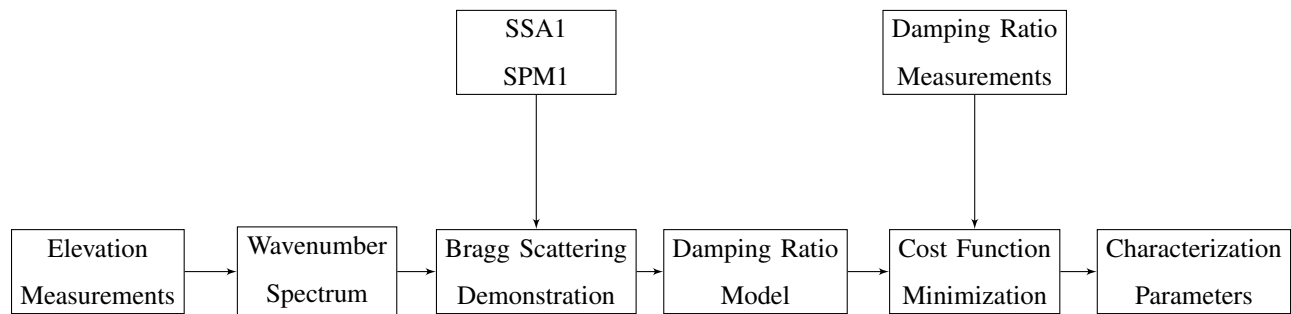 SSA1
SPM1
Damping Ratio
Measurements
Elevation
Measurements
Wavenumber
Spectrum
Bragg Scattering
Demonstration
Damping Ratio
Model
Cost Function
Minimization
Characterization
Parameters